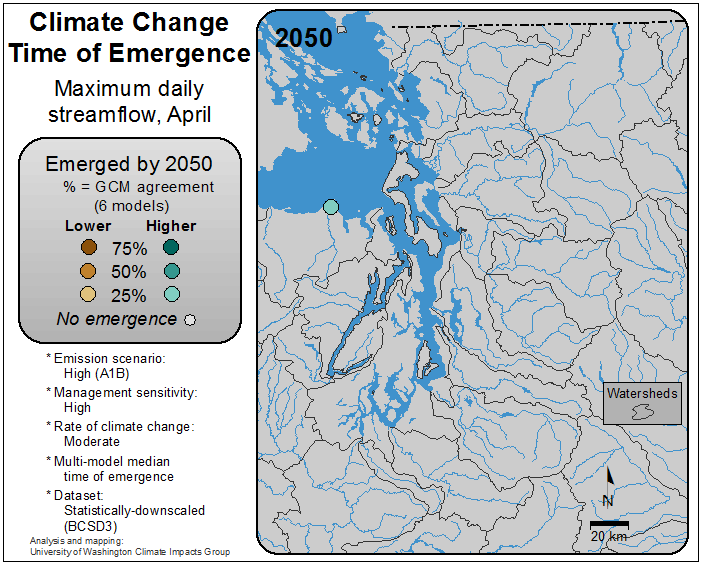 Climate Change
Time of Emergence
Maximum daily
streamflow, April
Emerged by 2050
% = GCM agreement
(6 models)
Lower Higher
75%
50%
25%
No emergence
* Emission scenario:
High (A1B)
* Management sensitivity:
High
* Rate of climate change:
Moderate
* Multi-model median
time of emergence
* Dataset:
Statistically-downscaled
(BCSD3)
Analysis and mapping:
University of Washington Climate Impacts Group
2050
Watersheds
N
20 km